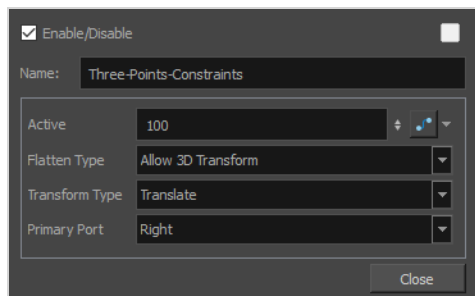 Enable/Disable
Name: Three-Points-Constraints
Active 100
Flatten Type Allow 3D Transform
Transform Type Translate
Primary Port Right
Close